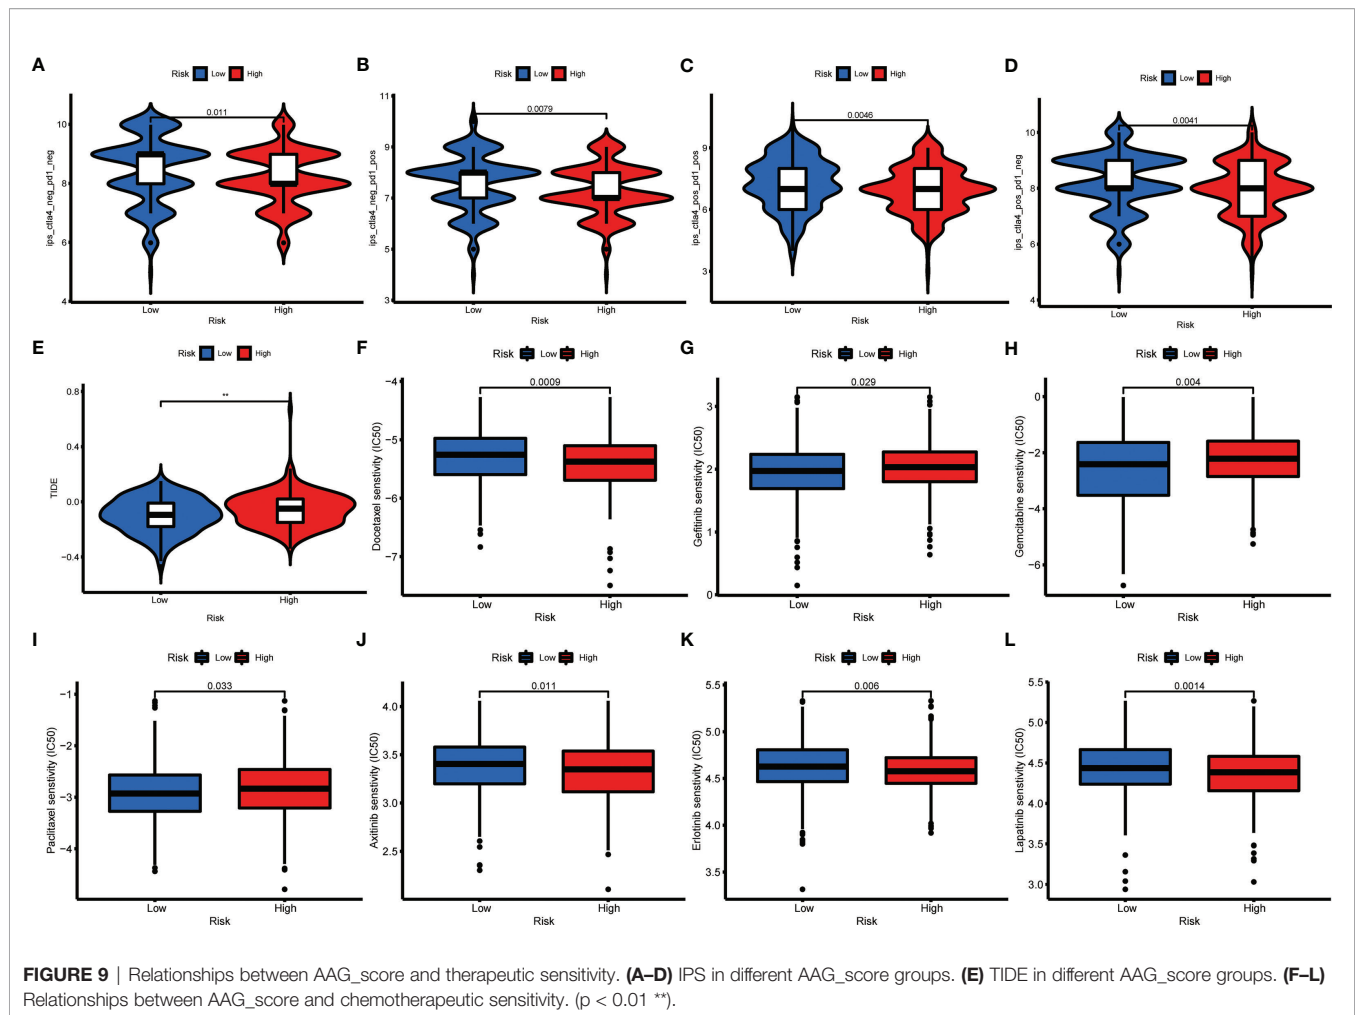 A
Risk Low High
0.011
10
8
6
4
ips_ctla4_neg_pd1_neg
Low High
Risk
B
Risk Low High
0.0079
11
9
7
5
3
ips_ctla4_neg_pd1_pos
Low High
Risk
C
Risk Low High
0.0046
9
6
3
ips_ctla4_pos_pd1_pos
Low High
Risk
D
Risk Low High
0.0041
10
8
6
4
ips_ctla4_pos_pd1_neg
Low High
Risk
E
Risk Low High
**
0.8
0.4
0.0
−0.4
TIDE
Low High
Risk
F
Risk Low High
0.0009
−4
−5
−6
−7
Docetaxel senstivity (IC50)
Low High
Risk
G
Risk Low High
0.029
3
2
1
0
Gefitinib senstivity (IC50)
Low High
Risk
H
Risk Low High
0.004
0
−2
−4
−6
Gemcitabine senstivity (IC50)
Low High
Risk
I
Risk Low High
0.033
−1
−2
−3
−4
Paclitaxel senstivity (IC50)
Low High
Risk
J
Risk Low High
0.011
4.0
3.5
3.0
2.5
Axitinib senstivity (IC50)
Low High
Risk
K
Risk Low High
0.006
5.5
5.0
4.5
4.0
3.5
Erlotinib senstivity (IC50)
Low High
Risk
L
Risk Low High
0.0014
5.5
5.0
4.5
4.0
3.5
3.0
Lapatinib senstivity (IC50)
Low High
Risk
FIGURE 9 | Relationships between AAG_score and therapeutic sensitivity. (A–D) IPS in different AAG_score groups. (E) TIDE in different AAG_score groups. (F–L)
Relationships between AAG_score and chemotherapeutic sensitivity. (p < 0.01 **).